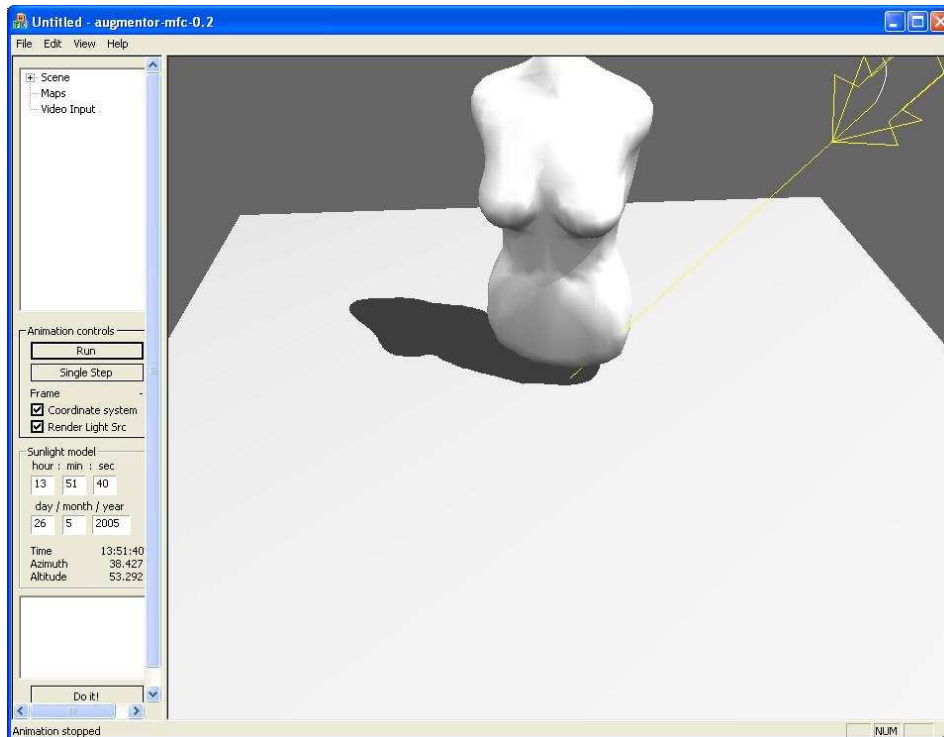 Untitled - augmentor-mfc-0.2
File Edit View Help
Scene
Maps
Video Input
Animation controls
Run
Single Step
Frame -
Coordinate system
Render Light Src
Sunlight model
hour : min : sec
13 51 40
day / month / year
26 5 2005
Time 13:51:40
Azimuth 38.427
Altitude 53.292
Do it!
Animation stopped NUM